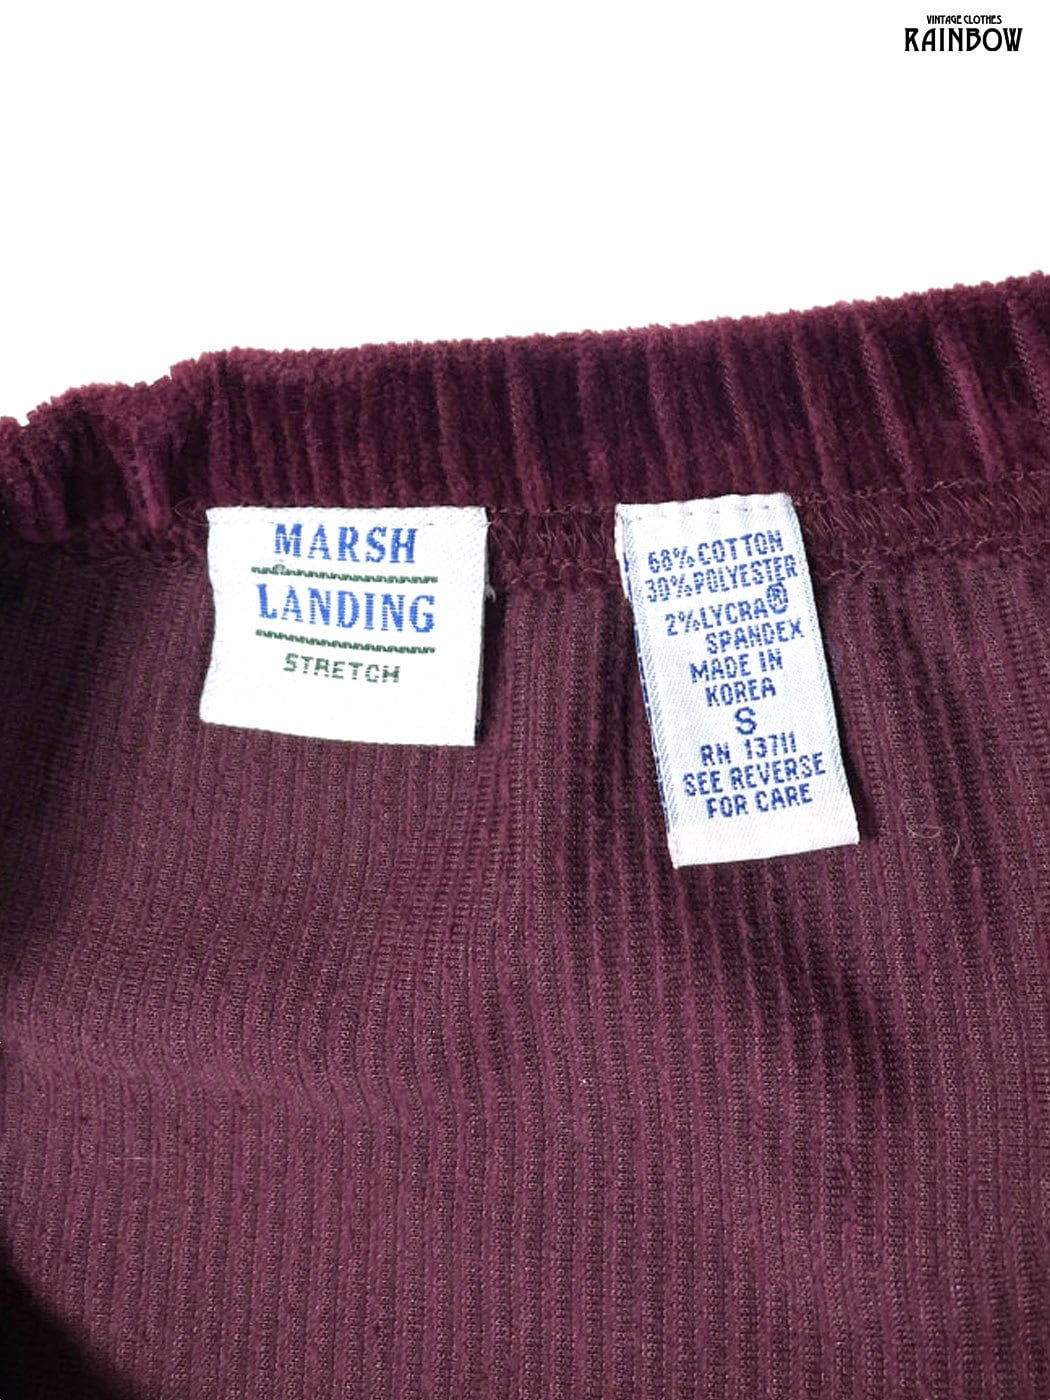 VINTAGE CLOTHES
RAINBOW
MARSH
LANDING
STRETCH
68% COTTON
30% POLYESTER
2% LYCRA®
SPANDEX
MADE IN
KOREA
S
RN 13711
SEE REVERSE
FOR CARE